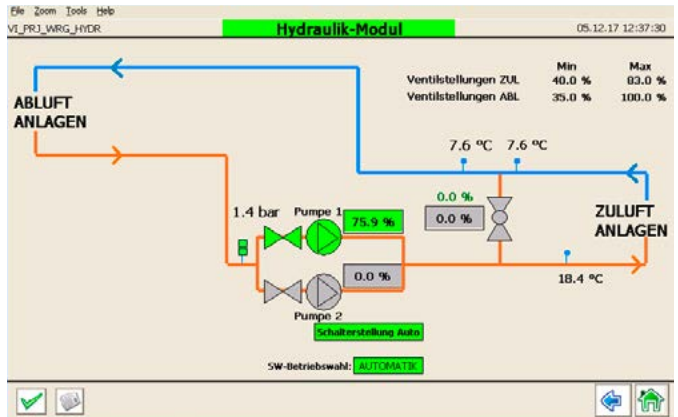 File Zoom Tools Help
VI_PRJ_WRG_HYDR Hydraulik-Modul 05.12.17 12:37:30
Min Max
Ventilstellungen ZUL 40.0 % 83.0 %
Ventilstellungen ABL 35.0 % 100.0 %
ABLUFT
ANLAGEN
7.6 ºC 7.6 ºC
0.0 %
0.0 %
ZULUFT
ANLAGEN
1.4 bar Pumpe 1 75.9 %
0.0 %
18.4 ºC
Pumpe 2
Schalterstellung Auto
SW-Betriebswahl: AUTOMATIK